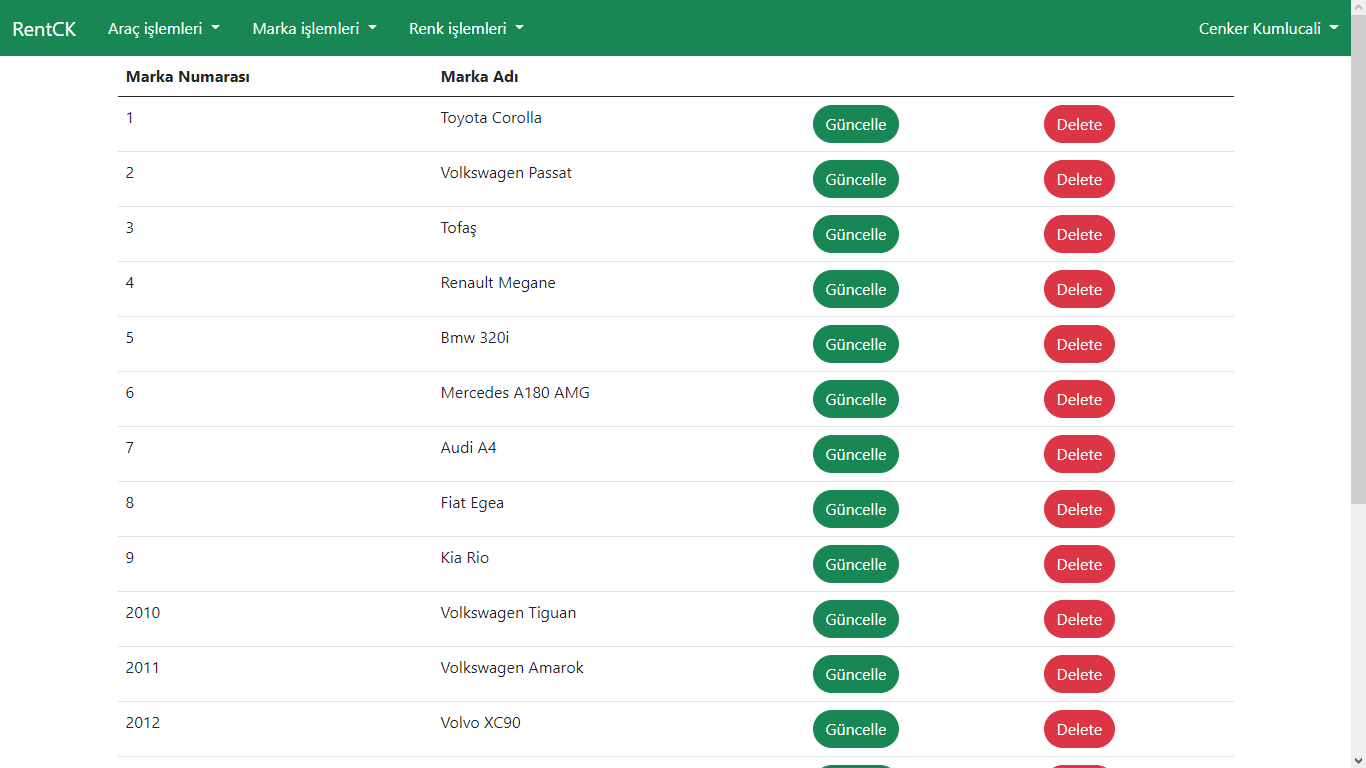 RentCK Araç işlemleri Marka işlemleri Renk işlemleri Cenker Kumlucali
Marka Numarası Marka Adı
1 Toyota Corolla Güncelle Delete
2 Volkswagen Passat Güncelle Delete
3 Tofaş Güncelle Delete
4 Renault Megane Güncelle Delete
5 Bmw 320i Güncelle Delete
6 Mercedes A180 AMG Güncelle Delete
7 Audi A4 Güncelle Delete
8 Fiat Egea Güncelle Delete
9 Kia Rio Güncelle Delete
2010 Volkswagen Tiguan Güncelle Delete
2011 Volkswagen Amarok Güncelle Delete
2012 Volvo XC90 Güncelle Delete